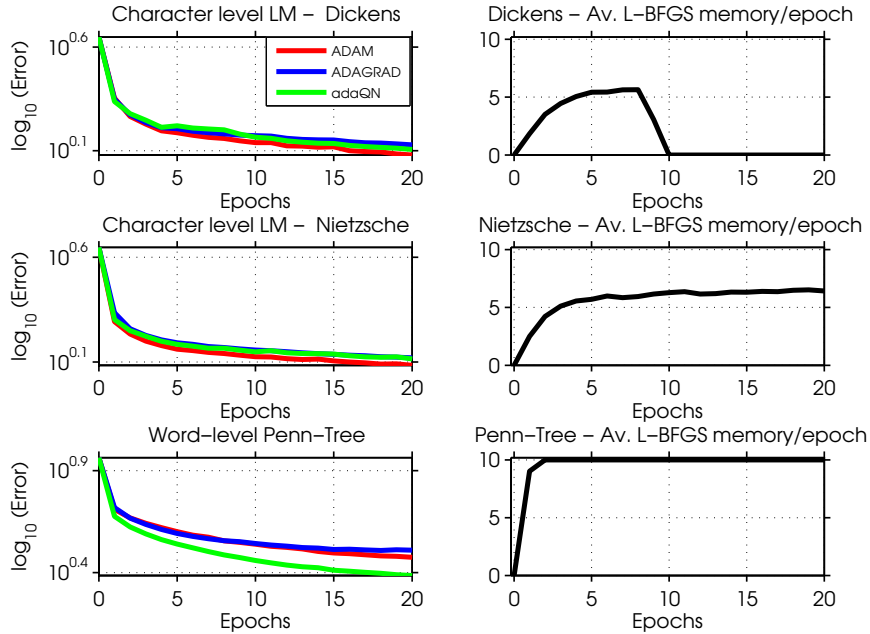 Character level LM – Dickens
log10 (Error)
10^0.6
10^0.1
ADAM
ADAGRAD
adaQN
0 5 10 15 20
Epochs
Dickens – Av. L–BFGS memory/epoch
10
5
0
0 5 10 15 20
Epochs
Character level LM – Nietzsche
log10 (Error)
10^0.6
10^0.1
0 5 10 15 20
Epochs
Nietzsche – Av. L–BFGS memory/epoch
10
5
0
0 5 10 15 20
Epochs
Word–level Penn–Tree
log10 (Error)
10^0.9
10^0.4
0 5 10 15 20
Epochs
Penn–Tree – Av. L–BFGS memory/epoch
10
5
0
0 5 10 15 20
Epochs